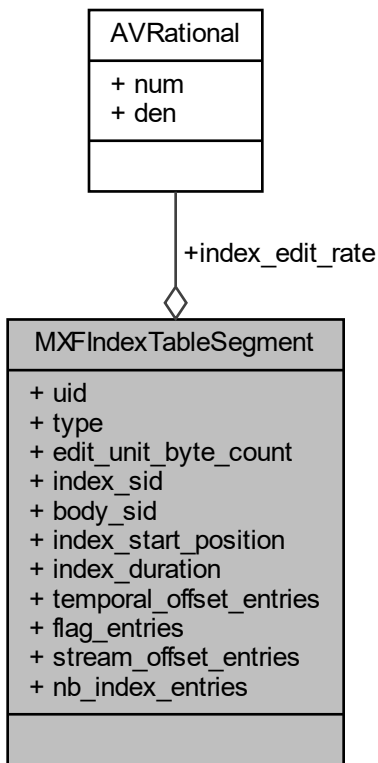 AVRational
+ num
+ den
+index_edit_rate
MXFIndexTableSegment
+ uid
+ type
+ edit_unit_byte_count
+ index_sid
+ body_sid
+ index_start_position
+ index_duration
+ temporal_offset_entries
+ flag_entries
+ stream_offset_entries
+ nb_index_entries